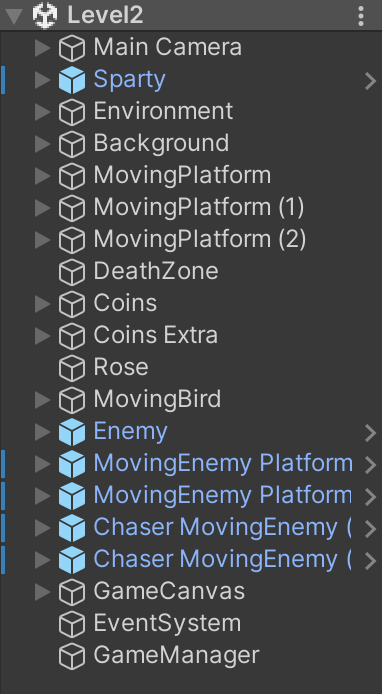 Level2
Main Camera
Sparty
Environment
Background
MovingPlatform
MovingPlatform (1)
MovingPlatform (2)
DeathZone
Coins
Coins Extra
Rose
MovingBird
Enemy
MovingEnemy Platform
MovingEnemy Platform
Chaser MovingEnemy (
Chaser MovingEnemy (
GameCanvas
EventSystem
GameManager